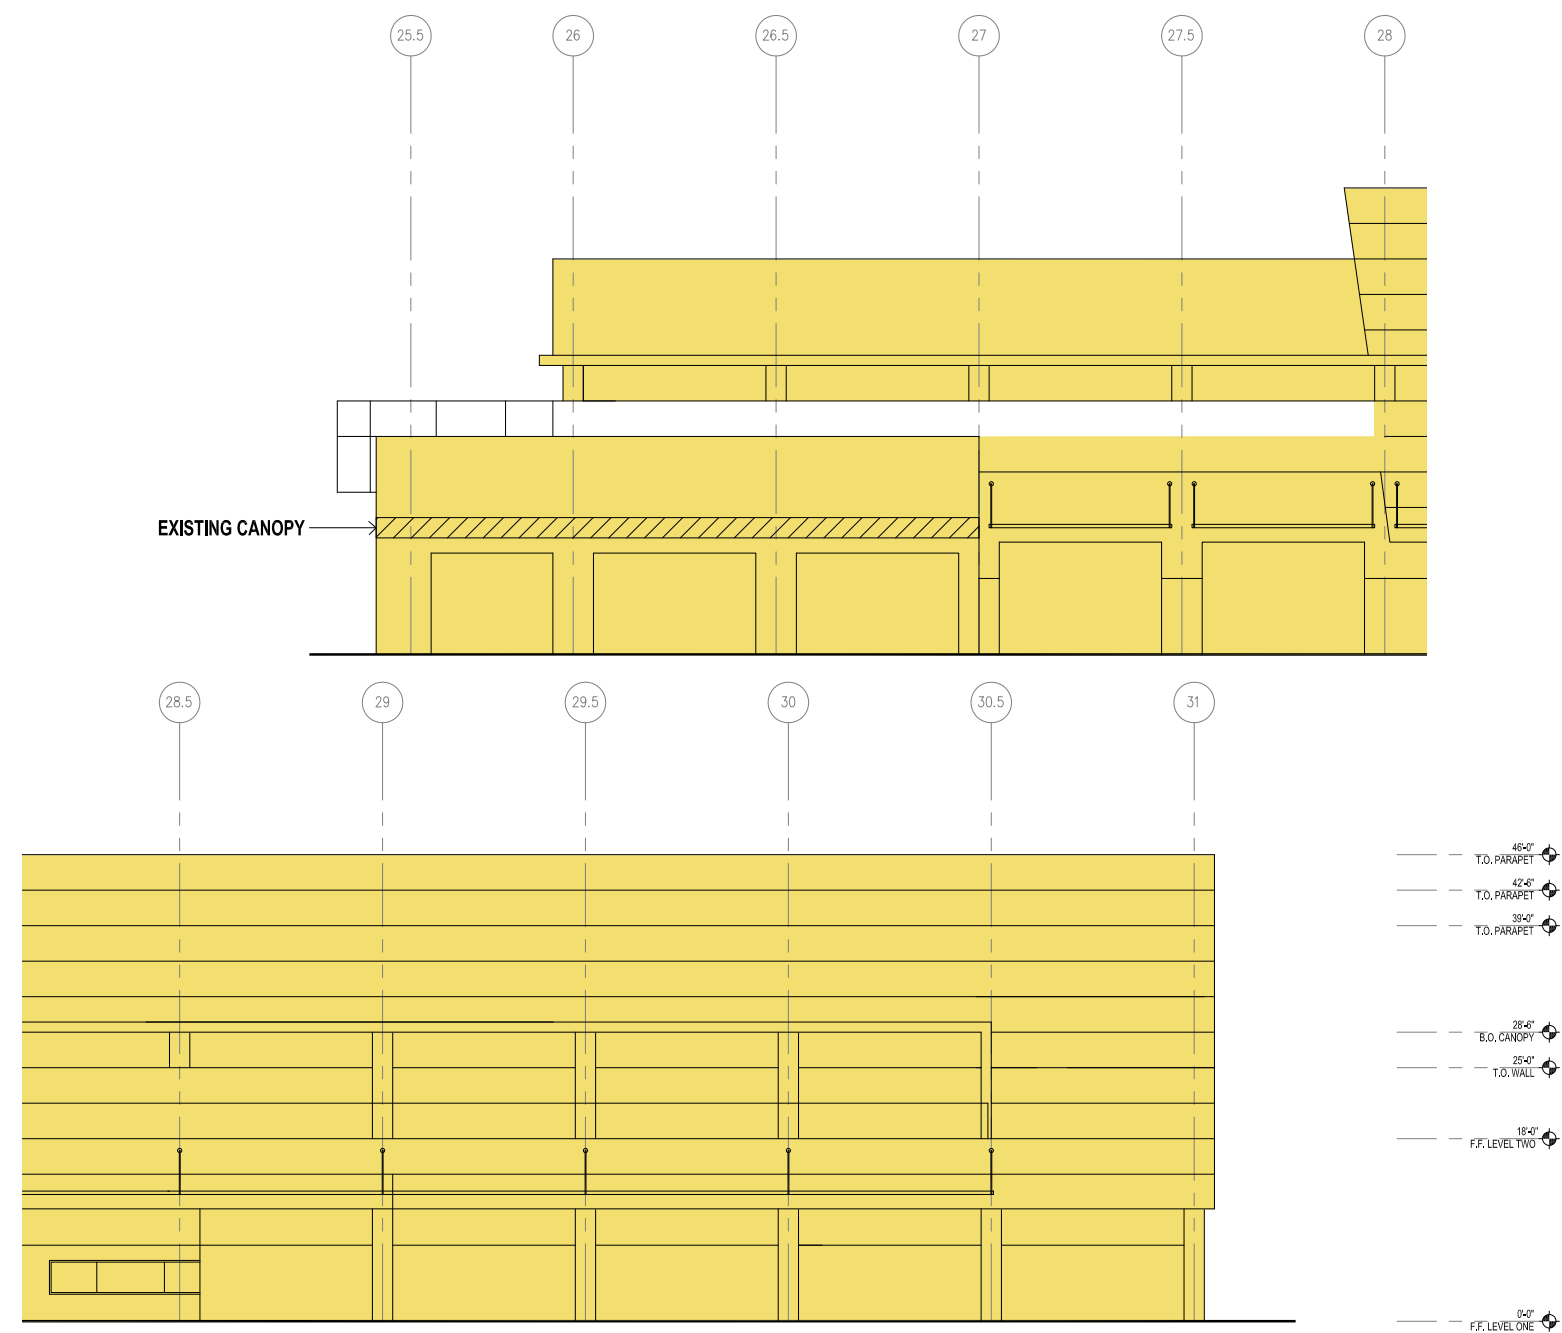 25.5
26
26.5
27
27.5
28
EXISTING CANOPY
28.5
29
29.5
30
30.5
31
46'-0"
T.O. PARAPET
42'-6"
T.O. PARAPET
39'-0"
T.O. PARAPET
28'-6"
B.O. CANOPY
25'-0"
T.O. WALL
18'-0"
F.F. LEVEL TWO
0'-0"
F.F. LEVEL ONE